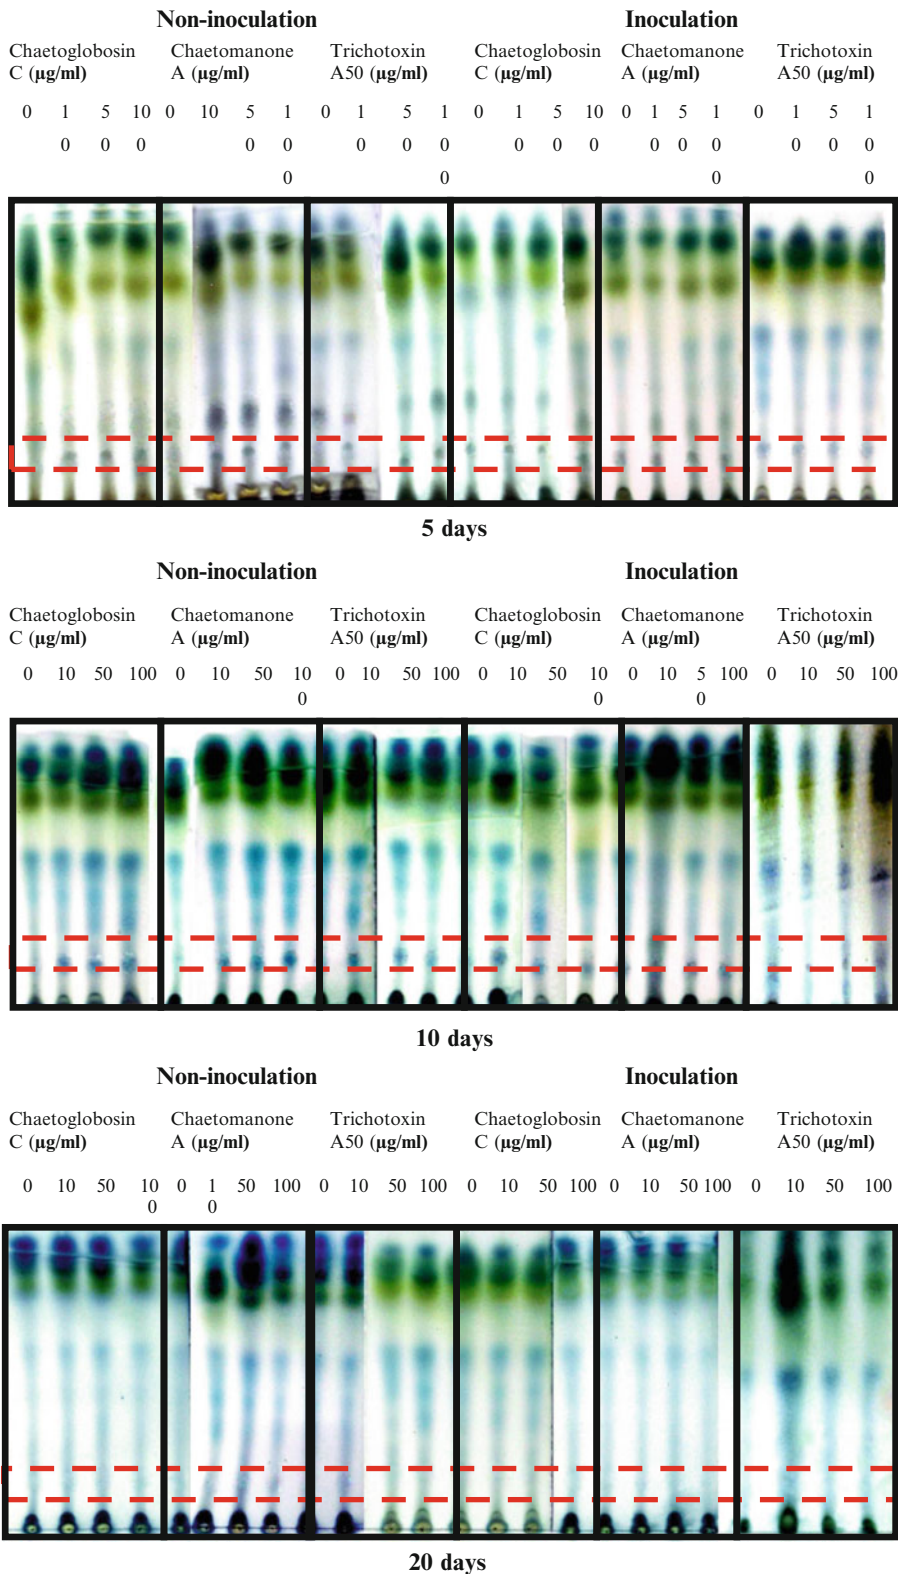 Non-inoculation Inoculation
Chaetoglobosin Chaetomanone Trichotoxin Chaetoglobosin Chaetomanone Trichotoxin
C (µg/ml) A (µg/ml) A50 (µg/ml) C (µg/ml) A (µg/ml) A50 (µg/ml)
0 1 5 10 0 10 5 1 0 1 5 1 0 1 5 10 0 1 5 1 0 1 5 1
0 0 0 0 0 0 0 0 0 0 0 0 0 0 0 0 0
0 0 0 0
5 days
Non-inoculation Inoculation
Chaetoglobosin Chaetomanone Trichotoxin Chaetoglobosin Chaetomanone Trichotoxin
C (µg/ml) A (µg/ml) A50 (µg/ml) C (µg/ml) A (µg/ml) A50 (µg/ml)
0 10 50 100 0 10 50 10 0 10 50 100 0 10 50 10 0 10 5 100 0 10 50 100
0 0 0
10 days
Non-inoculation Inoculation
Chaetoglobosin Chaetomanone Trichotoxin Chaetoglobosin Chaetomanone Trichotoxin
C (µg/ml) A (µg/ml) A50 (µg/ml) C (µg/ml) A (µg/ml) A50 (µg/ml)
0 10 50 10 0 1 50 100 0 10 50 100 0 10 50 100 0 10 50 100 0 10 50 100
0 0
20 days